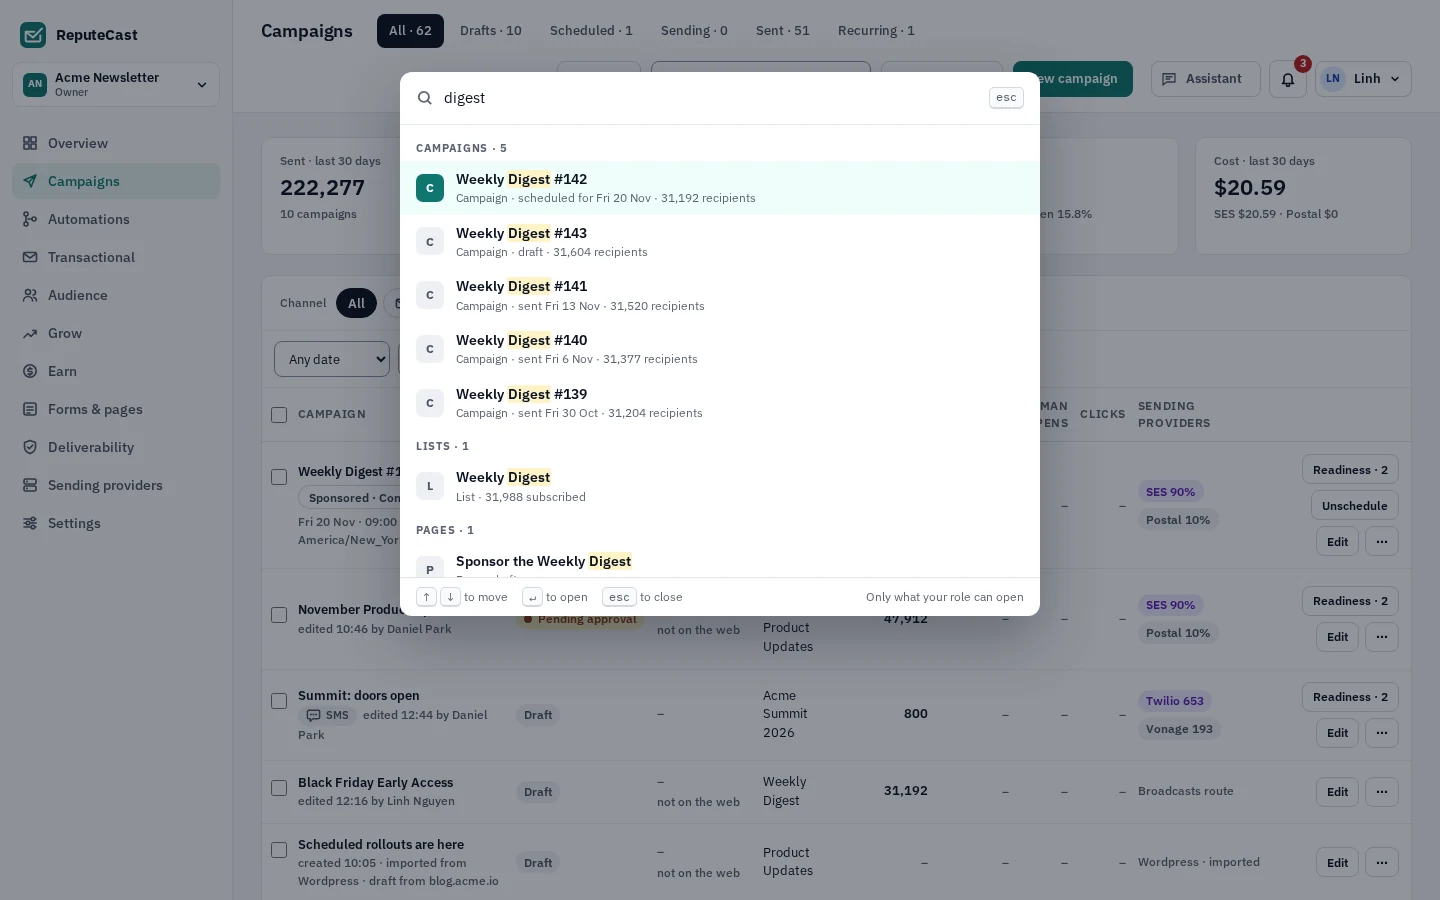 ReputeCast
AN
Acme Newsletter
Owner
Overview
Campaigns
Automations
Transactional
Audience
Grow
Earn
Forms & pages
Deliverability
Sending providers
Settings
Campaigns
All · 62
Drafts · 10
Scheduled · 1
Sending · 0
Sent · 51
Recurring · 1
campaign
Assistant
3
LN
Linh
Sent · last 30 days
222,277
10 campaigns
15.8%
Cost · last 30 days
$20.59
SES $20.59 · Postal $0
Channel
All
Any date
digest
esc
CAMPAIGNS · 5
C
Weekly Digest #142
Campaign · scheduled for Fri 20 Nov · 31,192 recipients
C
Weekly Digest #143
Campaign · draft · 31,604 recipients
C
Weekly Digest #141
Campaign · sent Fri 13 Nov · 31,520 recipients
C
Weekly Digest #140
Campaign · sent Fri 6 Nov · 31,377 recipients
C
Weekly Digest #139
Campaign · sent Fri 30 Oct · 31,204 recipients
LISTS · 1
L
Weekly Digest
List · 31,988 subscribed
PAGES · 1
P
Sponsor the Weekly Digest
↑ ↓ to move
↵ to open
esc to close
Only what your role can open
CAMPAIGN
CLICKS
SENDING
PROVIDERS
Weekly Digest
Sponsored ·
Fri 20 Nov · 09:00
–
–
SES 90%
Postal 10%
Readiness · 2
Unschedule
Edit
···
November
edited 10:46 by Daniel Park
Pending approval
not on the web
Product
Updates
47,912
–
–
–
SES 90%
Postal 10%
Readiness · 2
Edit
···
Summit: doors open
SMS
edited 12:44 by Daniel
Park
Draft
–
Acme
Summit
2026
800
–
–
–
Twilio 653
Vonage 193
Readiness · 2
Edit
···
Black Friday Early Access
edited 12:16 by Linh Nguyen
Draft
–
not on the web
Weekly
Digest
31,192
–
–
–
Broadcasts route
Edit
···
Scheduled rollouts are here
created 10:05 · imported from
Wordpress · draft from blog.acme.io
Draft
–
not on the web
Product
Updates
–
–
–
–
Wordpress · imported
Edit
···